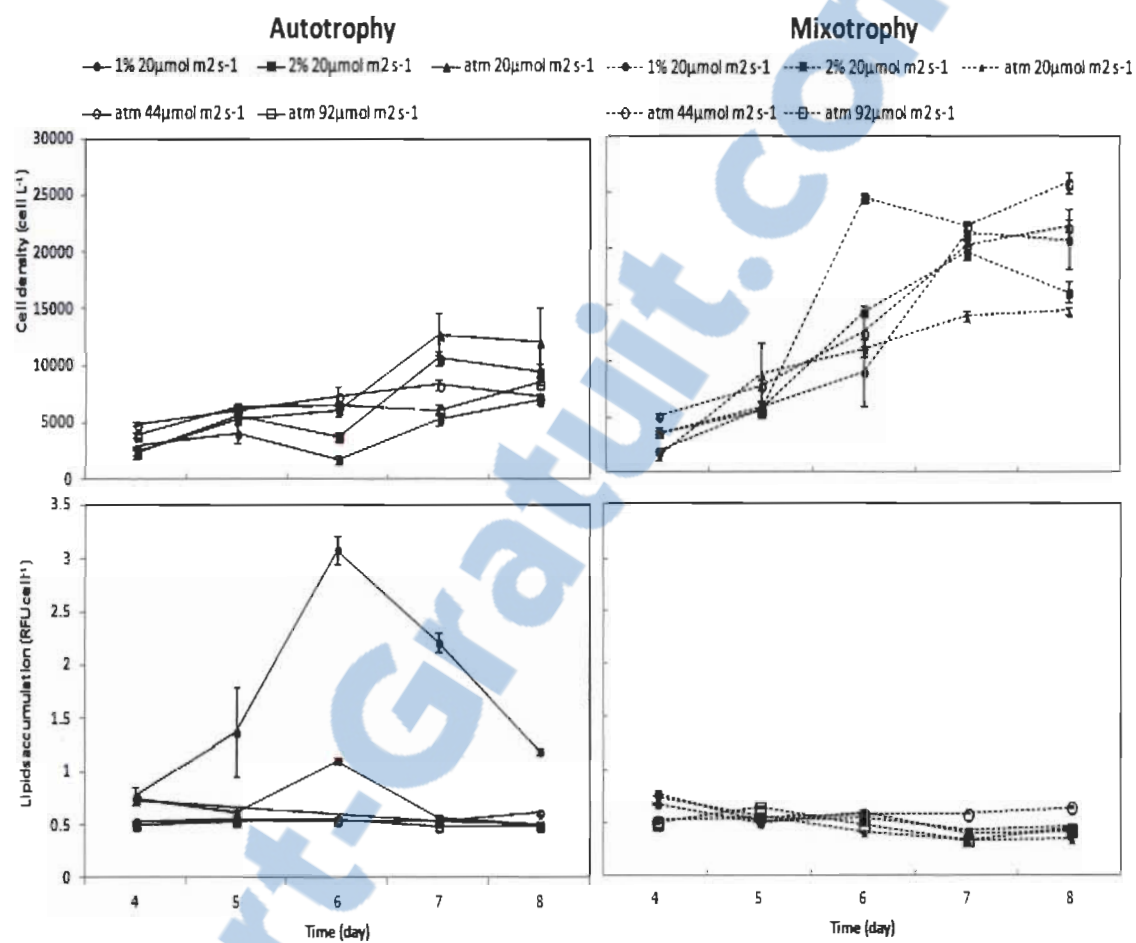 Autotrophy
Mixotrophy
1% 20µmol m2 s-1 2% 20µmol m2 s-1 atm 20µmol m2 s-1
1% 20µmol m2 s-1 2% 20µmol m2 s-1 atm 20µmol m2 s-1
atm 44µmol m2 s-1 atm 92µmol m2 s-1
atm 44µmol m2 s-1 atm 92µmol m2 s-1
Cell density (cell L-1)
30000
25000
20000
15000
10000
5000
0
Lipids accumulation (RFU cell-1)
3.5
3
2.5
2
1.5
1
0.5
0
4 5 6 7 8
4 5 6 7 8
Time (day)
Time (day)
rt-Gratuit.com